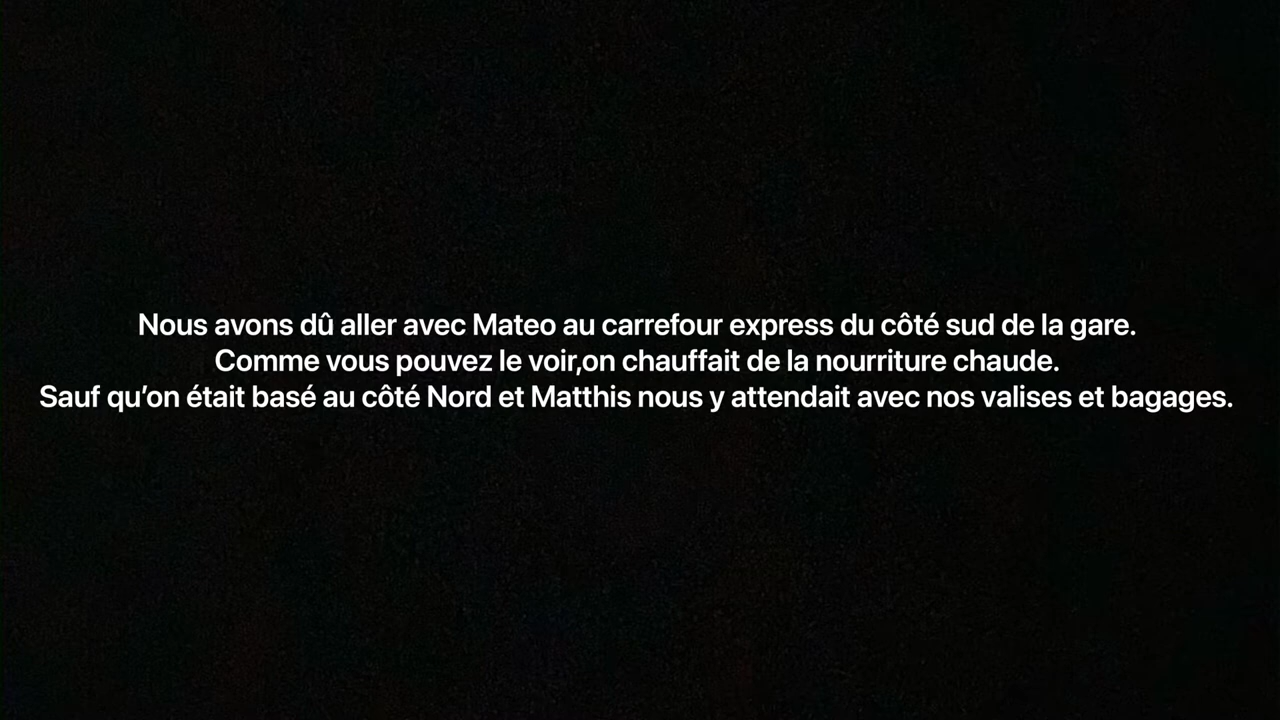 Nous avons dû aller avec Mateo au carrefour express du côté sud de la gare.
Comme vous pouvez le voir,on chauffait de la nourriture chaude.
Sauf qu’on était basé au côté Nord et Matthis nous y attendait avec nos valises et bagages.